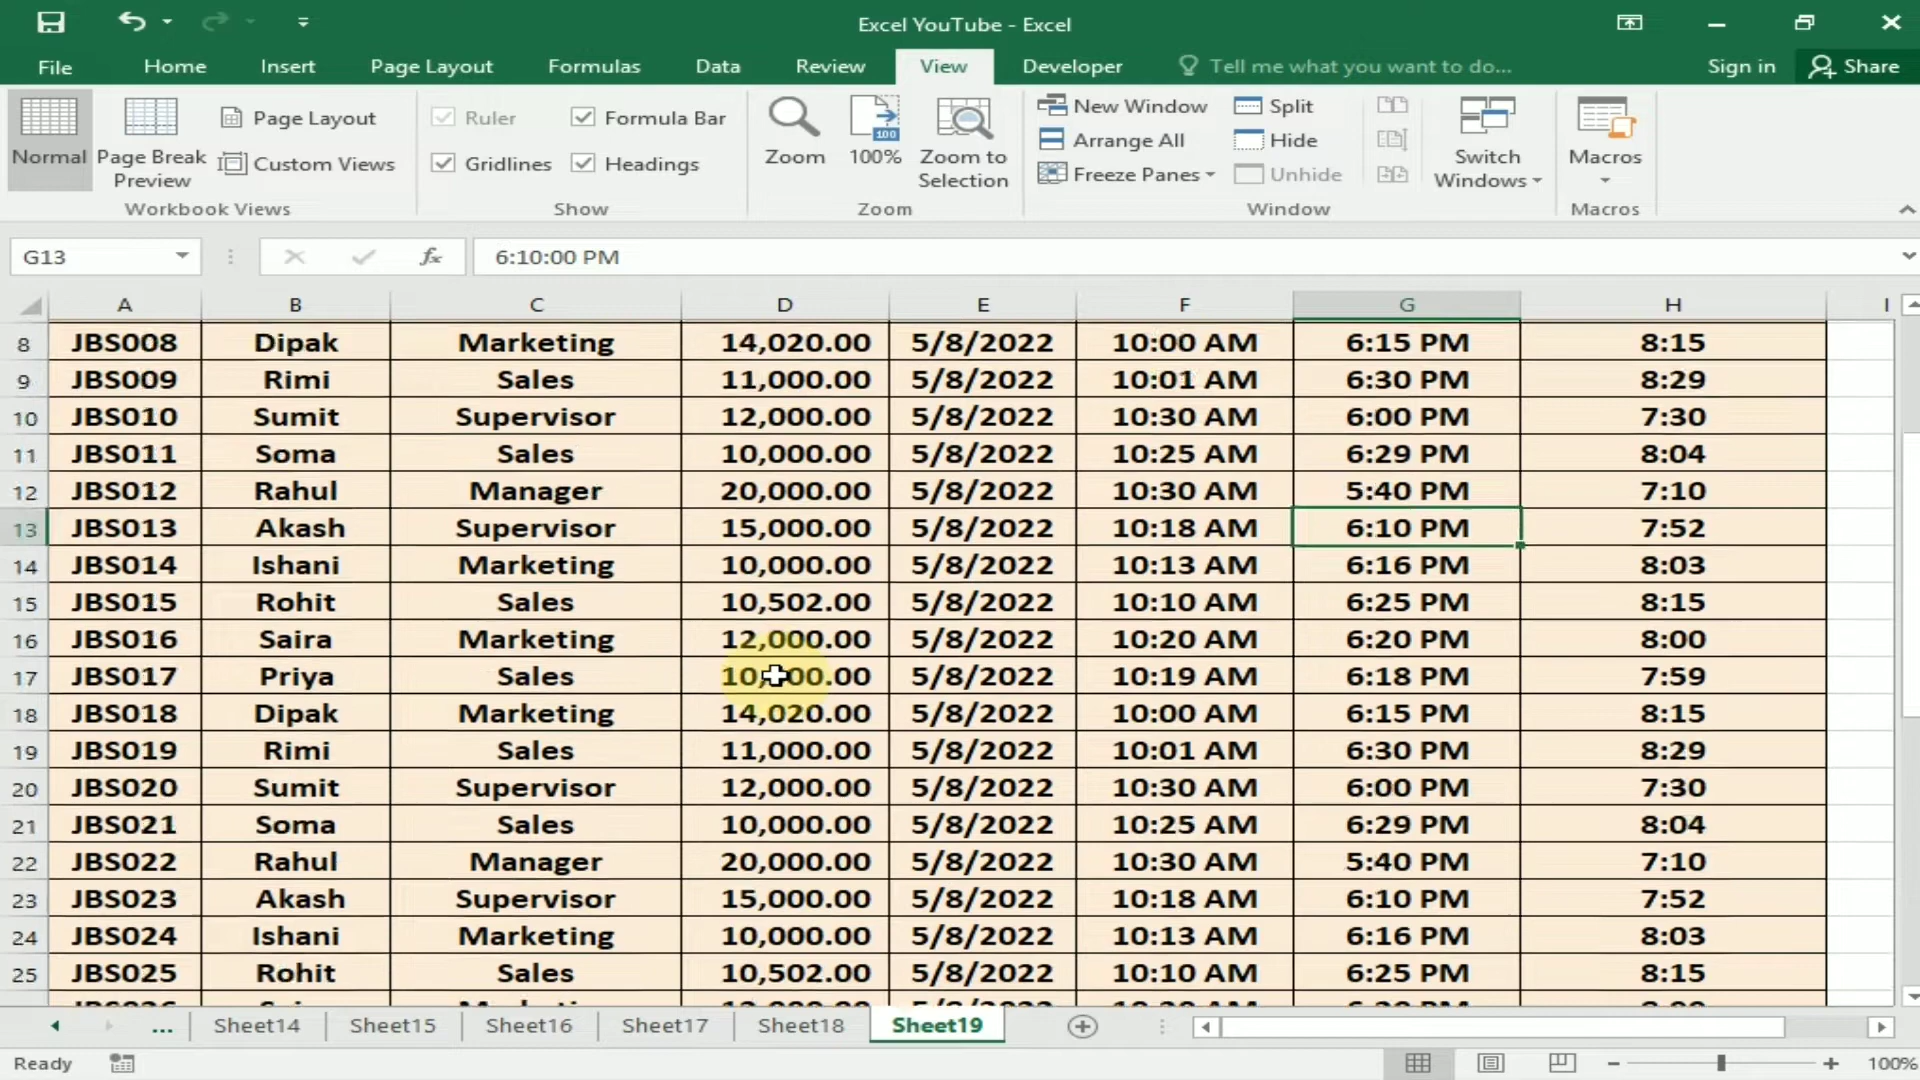 Excel YouTube - Excel
File Home Insert Page Layout Formulas Data Review View Developer Tell me what you want to do... Sign in Share
Normal
Page Break Preview
Page Layout
Custom Views
Workbook Views
Ruler
Formula Bar
Gridlines
Headings
Show
Zoom
100
100%
Zoom to Selection
Zoom
New Window
Arrange All
Freeze Panes
Split
Hide
Unhide
Switch Windows
Window
Macros
Macros
G13 fx 6:10:00 PM
A B C D E F G H I
8 JBS008 Dipak Marketing 14,020.00 5/8/2022 10:00 AM 6:15 PM 8:15
9 JBS009 Rimi Sales 11,000.00 5/8/2022 10:01 AM 6:30 PM 8:29
10 JBS010 Sumit Supervisor 12,000.00 5/8/2022 10:30 AM 6:00 PM 7:30
11 JBS011 Soma Sales 10,000.00 5/8/2022 10:25 AM 6:29 PM 8:04
12 JBS012 Rahul Manager 20,000.00 5/8/2022 10:30 AM 5:40 PM 7:10
13 JBS013 Akash Supervisor 15,000.00 5/8/2022 10:18 AM 6:10 PM 7:52
14 JBS014 Ishani Marketing 10,000.00 5/8/2022 10:13 AM 6:16 PM 8:03
15 JBS015 Rohit Sales 10,502.00 5/8/2022 10:10 AM 6:25 PM 8:15
16 JBS016 Saira Marketing 12,000.00 5/8/2022 10:20 AM 6:20 PM 8:00
17 JBS017 Priya Sales 5/8/2022 10:19 AM 6:18 PM 7:59
18 JBS018 Dipak Marketing 14,020.00 5/8/2022 10:00 AM 6:15 PM 8:15
19 JBS019 Rimi Sales 11,000.00 5/8/2022 10:01 AM 6:30 PM 8:29
20 JBS020 Sumit Supervisor 12,000.00 5/8/2022 10:30 AM 6:00 PM 7:30
21 JBS021 Soma Sales 10,000.00 5/8/2022 10:25 AM 6:29 PM 8:04
22 JBS022 Rahul Manager 20,000.00 5/8/2022 10:30 AM 5:40 PM 7:10
23 JBS023 Akash Supervisor 15,000.00 5/8/2022 10:18 AM 6:10 PM 7:52
24 JBS024 Ishani Marketing 10,000.00 5/8/2022 10:13 AM 6:16 PM 8:03
25 JBS025 Rohit Sales 10,502.00 5/8/2022 10:10 AM 6:25 PM 8:15
... Sheet14 Sheet15 Sheet16 Sheet17 Sheet18 Sheet19
Ready 100%